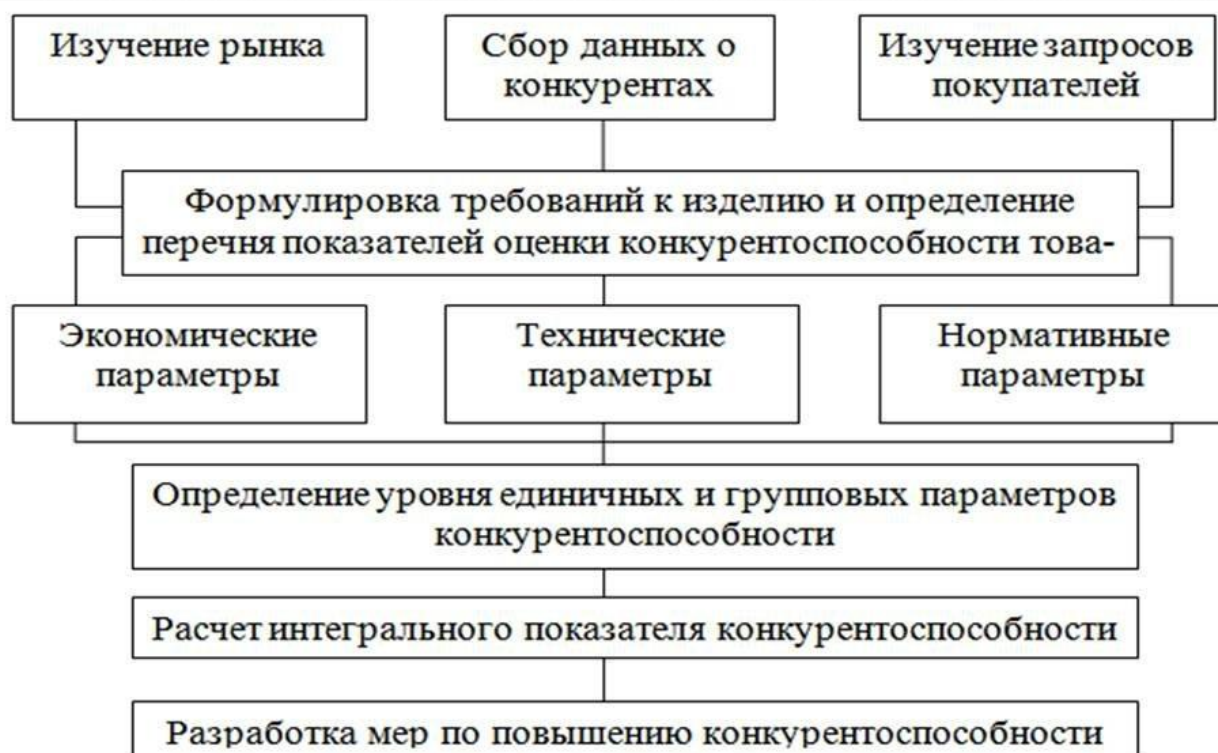 Изучение рынка
Сбор данных о
конкурентах
Изучение запросов
покупателей
Формулировка требований к изделию и определение
перечня показателей оценки конкурентоспособности това-
Экономические
параметры
Технические
параметры
Нормативные
параметры
Определение уровня единичных и групповых параметров
конкурентоспособности
Расчет интегрального показателя конкурентоспособности
Разработка мер по повышению конкурентоспособности